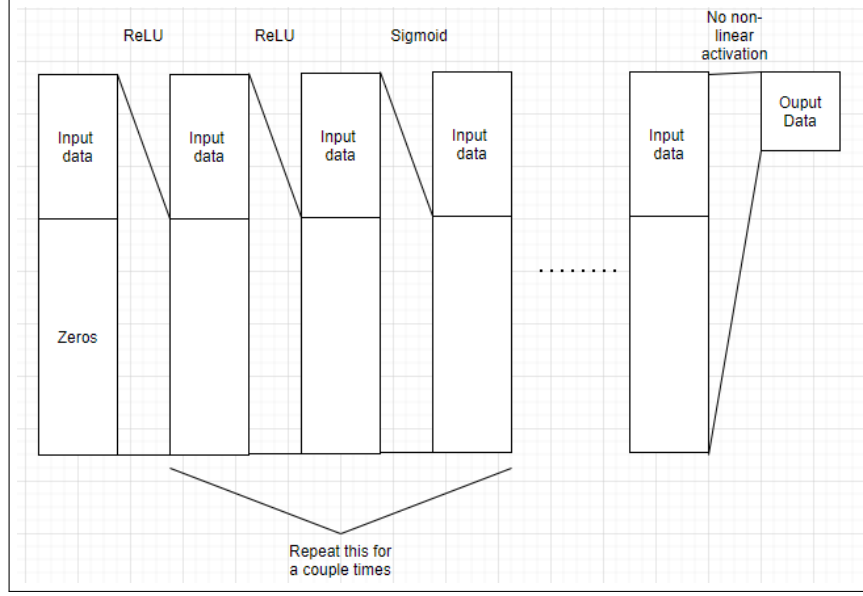 ReLU
ReLU
Sigmoid
No non-
linear
activation
Input
data
Input
data
Input
data
Input
data
Input
data
Ouput
Data
Zeros
........
Repeat this for
a couple times